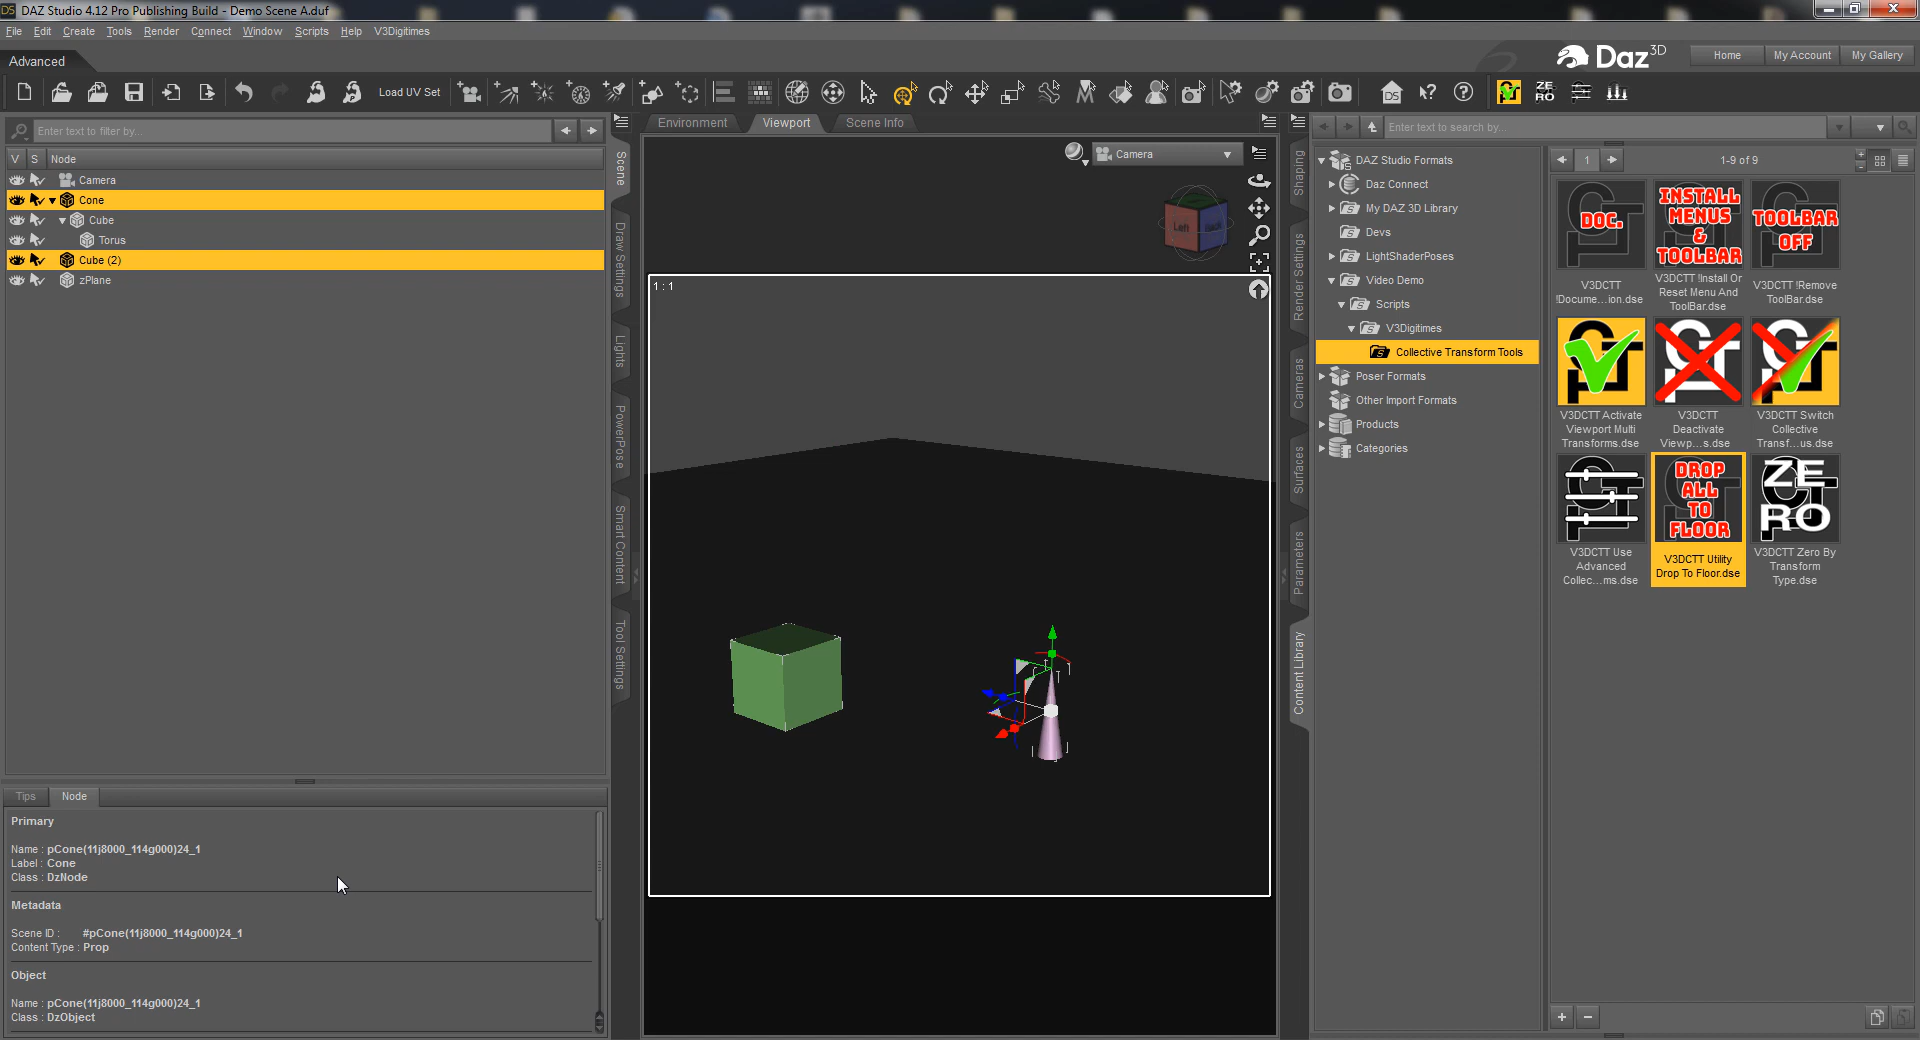 DS DAZ Studio 4.12 Pro Publishing Build - Demo Scene A.duf
File Edit Create Tools Render Connect Window Scripts Help V3Digitimes
Advanced
Daz 3D
Home My Account My Gallery
Load UV Set
DS
ZE RO
Enter text to filter by...
V S Node
Camera
Cone
Cube
Torus
Cube (2)
zPlane
Scene
Draw Settings
Lights
PowerPose
Smart Content
Tool Settings
Tips Node
Primary
Name : pCone(11j8000_114g000)24_1
Label : Cone
Class : DzNode
Metadata
Scene ID : #pCone(11j8000_114g000)24_1
Content Type : Prop
Object
Name : pCone(11j8000_114g000)24_1
Class : DzObject
Environment Viewport Scene Info
Camera
Left Back
1 : 1
Shaping
Render Settings
Cameras
Surfaces
Parameters
Content Library
Enter text to search by...
DAZ Studio Formats
Daz Connect
My DAZ 3D Library
Devs
LightShaderPoses
Video Demo
Scripts
V3Digitimes
Collective Transform Tools
Poser Formats
Other Import Formats
Products
Categories
1
1-9 of 9
DOC.
V3DCTT
!Docume...ion.dse
INSTALL
MENUS
&
TOOLBAR
V3DCTT !Install Or
Reset Menu And
ToolBar.dse
TOOLBAR
OFF
V3DCTT !Remove
ToolBar.dse
V3DCTT Activate
Viewport Multi
Transforms.dse
V3DCTT
Deactivate
Viewp...s.dse
V3DCTT Switch
Collective
Transf...us.dse
V3DCTT Use
Advanced
Collec...ms.dse
DROP
ALL
TO
FLOOR
V3DCTT Utility
Drop To Floor.dse
ZE
RO
V3DCTT Zero By
Transform
Type.dse